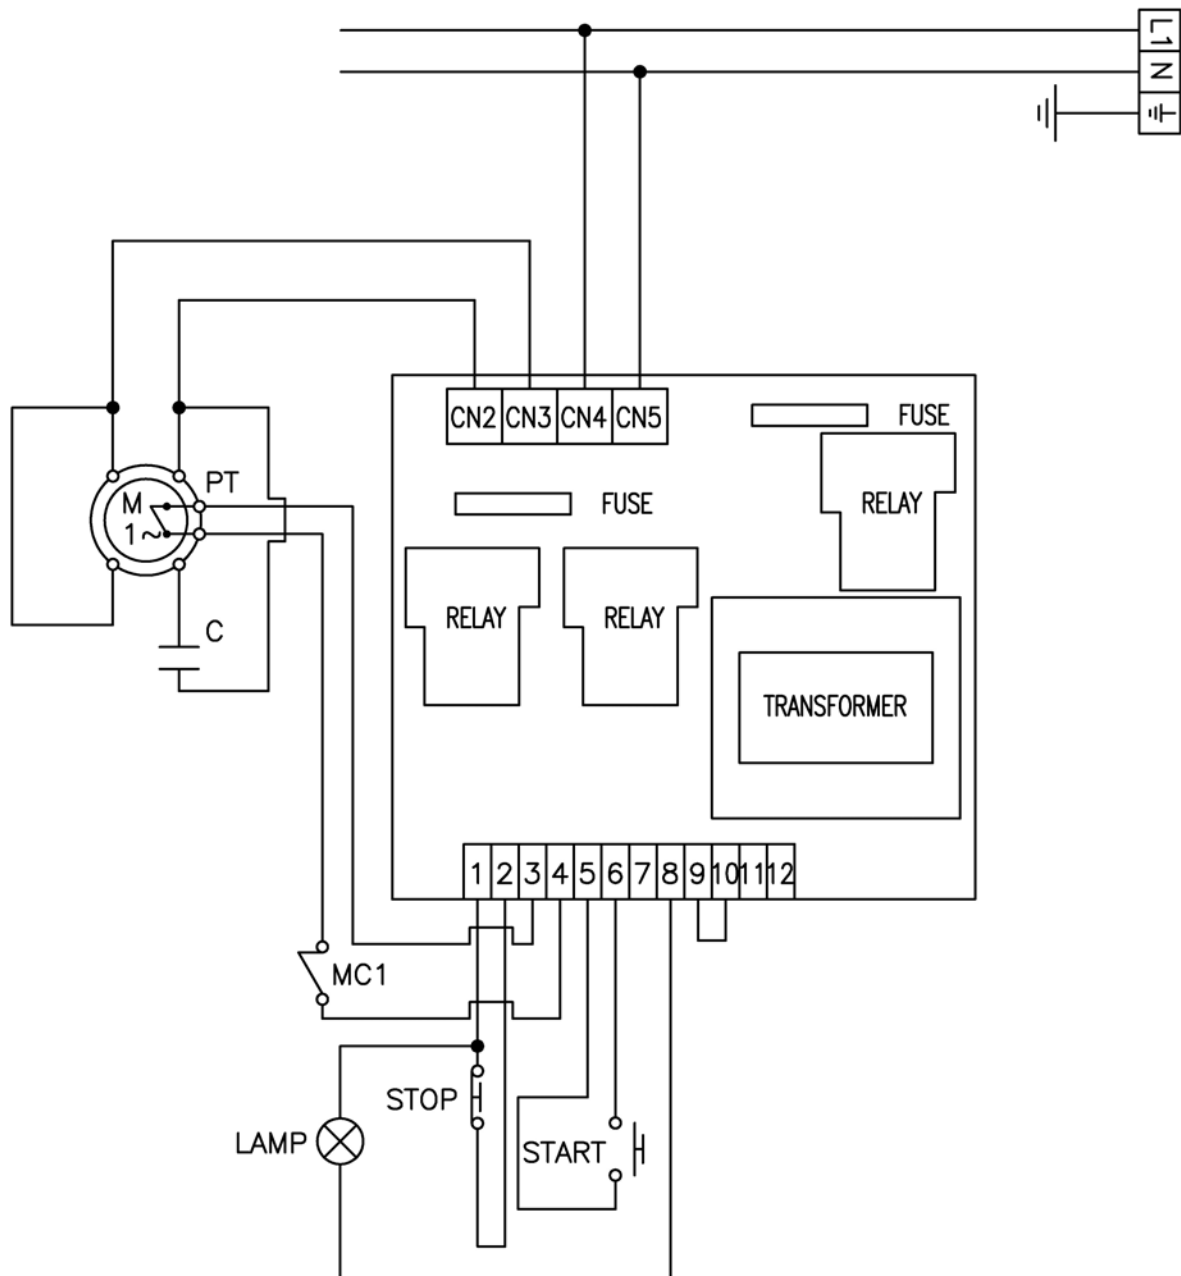 L1
N
CN2 CN3 CN4 CN5
FUSE
PT
M
1~
FUSE
RELAY
RELAY
RELAY
C
TRANSFORMER
1 2 3 4 5 6 7 8 9 10 11 12
MC1
STOP
LAMP
START